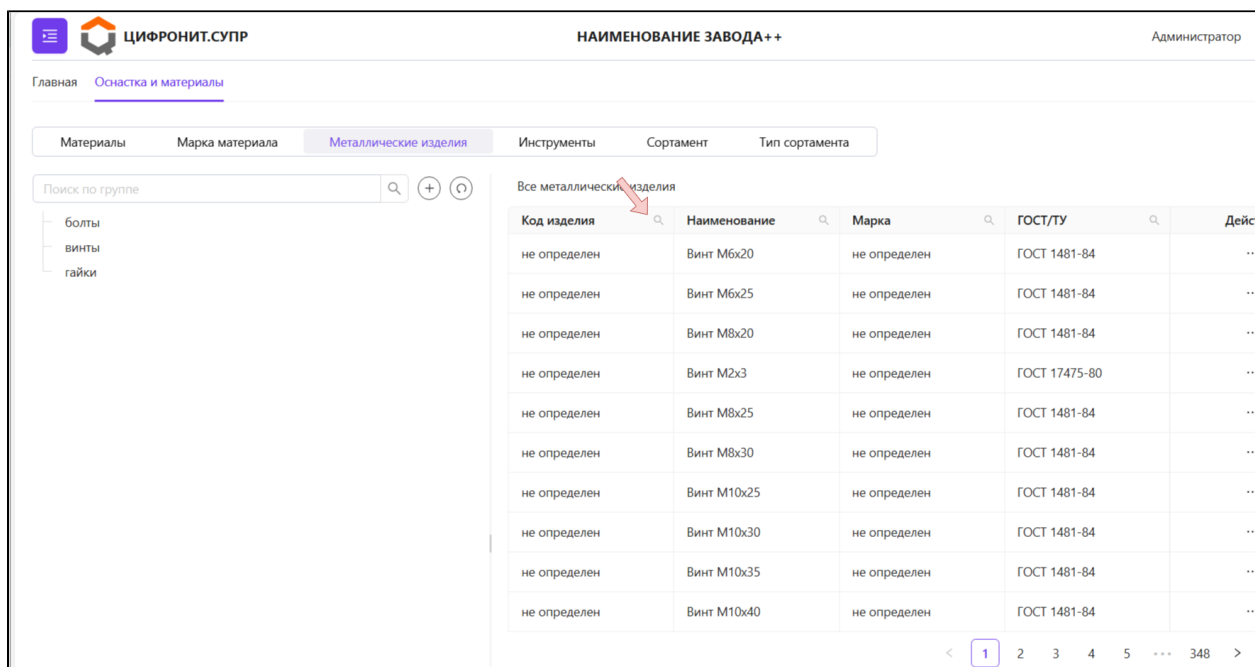 ЦИФРОНИТ.СУПР НАИМЕНОВАНИЕ ЗАВОДА++ Администратор
Главная Оснастка и материалы
Материалы Марка материала Металлические изделия Инструменты Сортамент Тип сортамента
Поиск по группе
болты
винты
гайки
Все металлические изделия
Код изделия Наименование Марка ГОСТ/ТУ Дейс
не определен Винт М6х20 не определен ГОСТ 1481-84
не определен Винт М6х25 не определен ГОСТ 1481-84
не определен Винт М8х20 не определен ГОСТ 1481-84
не определен Винт М2х3 не определен ГОСТ 17475-80
не определен Винт М8х25 не определен ГОСТ 1481-84
не определен Винт М8х30 не определен ГОСТ 1481-84
не определен Винт М10х25 не определен ГОСТ 1481-84
не определен Винт М10х30 не определен ГОСТ 1481-84
не определен Винт М10х35 не определен ГОСТ 1481-84
не определен Винт М10х40 не определен ГОСТ 1481-84
< 1 2 3 4 5 ••• 348 >